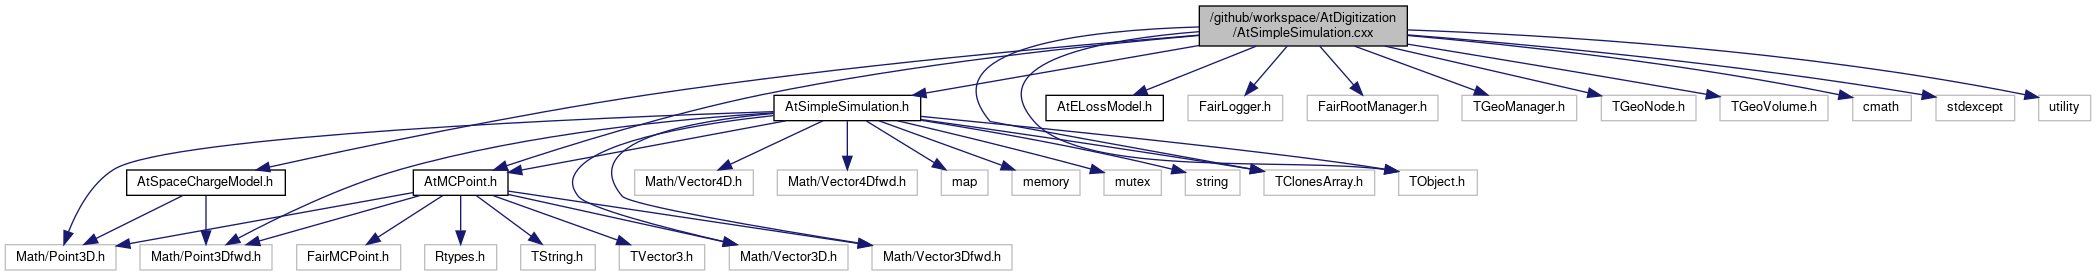 /github/workspace/AtDigitization
/AtSimpleSimulation.cxx
AtSimpleSimulation.h
AtELossModel.h
FairLogger.h
FairRootManager.h
TGeoManager.h
TGeoNode.h
TGeoVolume.h
cmath
stdexcept
utility
AtSpaceChargeModel.h
AtMCPoint.h
Math/Vector4D.h
Math/Vector4Dfwd.h
map
memory
mutex
string
TClonesArray.h
TObject.h
Math/Point3D.h
Math/Point3Dfwd.h
FairMCPoint.h
Rtypes.h
TString.h
TVector3.h
Math/Vector3D.h
Math/Vector3Dfwd.h